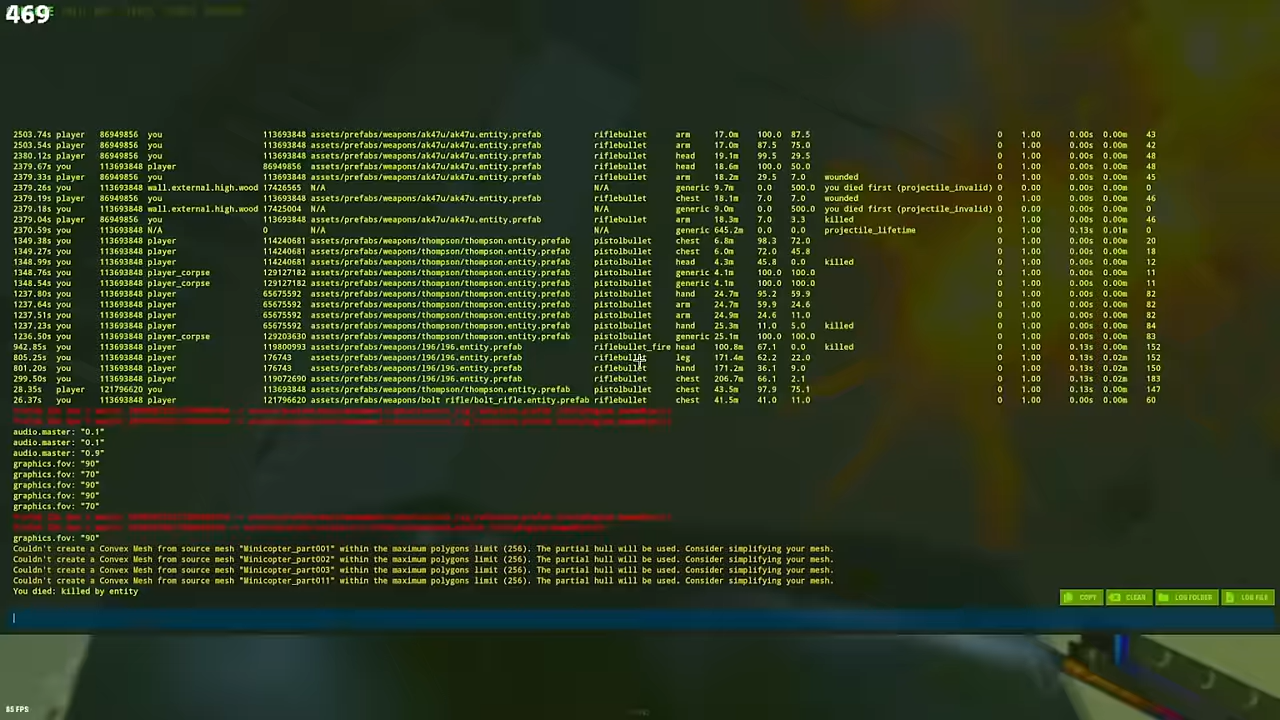 469
2503.74s player 86949856 you 113693848 assets/prefabs/weapons/ak47u/ak47u.entity.prefab riflebullet arm 17.0m 100.0 87.5 0 1.00 0.00s 0.00m 43
2503.54s player 86949856 you 113693848 assets/prefabs/weapons/ak47u/ak47u.entity.prefab riflebullet arm 17.0m 87.5 75.0 0 1.00 0.00s 0.00m 42
2380.12s you 113693848 player 86949856 assets/prefabs/weapons/ak47u/ak47u.entity.prefab riflebullet head 19.1m 99.5 29.5 0 1.00 0.00s 0.00m 48
2379.67s you 113693848 player 86949856 assets/prefabs/weapons/ak47u/ak47u.entity.prefab riflebullet head 18.6m 100.0 50.0 0 1.00 0.00s 0.00m 48
2379.33s you 113693848 player 86949856 assets/prefabs/weapons/ak47u/ak47u.entity.prefab riflebullet arm 18.2m 29.5 7.0 wounded 0 1.00 0.00s 0.00m 45
2379.26s you 113693848 wall.external.high.wood 17426565 N/A N/A generic 9.7m 0.0 500.0 you died first (projectile_invalid) 0 1.00 0.00s 0.00m 0
2379.19s player 86949856 you 113693848 assets/prefabs/weapons/ak47u/ak47u.entity.prefab riflebullet chest 18.1m 7.0 7.0 wounded 0 1.00 0.00s 0.00m 46
2379.18s you 113693848 wall.external.high.wood 17425004 N/A N/A generic 9.0m 0.0 500.0 you died first (projectile_invalid) 0 1.00 0.00s 0.00m 0
2379.04s player 86949856 you 113693848 assets/prefabs/weapons/ak47u/ak47u.entity.prefab riflebullet arm 18.3m 7.0 3.3 killed 0 1.00 0.00s 0.00m 46
2370.59s you 113693848 N/A 0 N/A N/A generic 645.2m 0.0 0.0 projectile_lifetime 0 1.00 0.13s 0.01m 0
1349.38s you 113693848 player 114240681 assets/prefabs/weapons/thompson/thompson.entity.prefab pistolbullet chest 6.8m 98.3 72.0 0 1.00 0.00s 0.00m 20
1349.27s you 113693848 player 114240681 assets/prefabs/weapons/thompson/thompson.entity.prefab pistolbullet chest 6.0m 72.0 45.8 0 1.00 0.00s 0.00m 18
1348.99s you 113693848 player 114240681 assets/prefabs/weapons/thompson/thompson.entity.prefab pistolbullet head 4.3m 45.8 0.0 killed 0 1.00 0.00s 0.00m 12
1348.76s you 113693848 player_corpse 129127182 assets/prefabs/weapons/thompson/thompson.entity.prefab pistolbullet generic 4.1m 100.0 100.0 0 1.00 0.00s 0.00m 11
1348.54s you 113693848 player_corpse 129127182 assets/prefabs/weapons/thompson/thompson.entity.prefab pistolbullet generic 4.1m 100.0 100.0 0 1.00 0.00s 0.00m 11
1237.80s you 113693848 player 65675592 assets/prefabs/weapons/thompson/thompson.entity.prefab pistolbullet hand 24.7m 95.2 59.9 0 1.00 0.00s 0.00m 82
1237.64s you 113693848 player 65675592 assets/prefabs/weapons/thompson/thompson.entity.prefab pistolbullet arm 24.7m 59.9 24.6 0 1.00 0.00s 0.00m 82
1237.51s you 113693848 player 65675592 assets/prefabs/weapons/thompson/thompson.entity.prefab pistolbullet arm 24.9m 24.6 11.0 0 1.00 0.00s 0.00m 82
1237.23s you 113693848 player 65675592 assets/prefabs/weapons/thompson/thompson.entity.prefab pistolbullet hand 25.3m 11.0 0.0 killed 0 1.00 0.00s 0.00m 84
1236.50s you 113693848 player_corpse 129203630 assets/prefabs/weapons/thompson/thompson.entity.prefab pistolbullet generic 25.1m 100.0 100.0 0 1.00 0.00s 0.00m 83
942.85s you 113693848 player 119800993 assets/prefabs/weapons/l96/l96.entity.prefab riflebullet_fire head 100.8m 67.1 0.0 killed 0 1.00 0.13s 0.00m 152
805.25s you 113693848 player 176743 assets/prefabs/weapons/l96/l96.entity.prefab riflebullet leg 171.4m 62.2 22.0 0 1.00 0.13s 0.02m 152
801.20s you 113693848 player 176743 assets/prefabs/weapons/l96/l96.entity.prefab riflebullet hand 171.2m 36.1 9.0 0 1.00 0.13s 0.02m 150
299.50s you 113693848 player 119072690 assets/prefabs/weapons/l96/l96.entity.prefab riflebullet chest 206.7m 66.1 2.1 0 1.00 0.13s 0.02m 183
28.35s player 121796620 you 113693848 assets/prefabs/weapons/thompson/thompson.entity.prefab pistolbullet chest 43.5m 97.9 75.1 0 1.00 0.00s 0.00m 147
26.37s you 113693848 player 121796620 assets/prefabs/weapons/bolt rifle/bolt_rifle.entity.prefab riflebullet chest 41.5m 41.0 11.0 0 1.00 0.00s 0.00m 60
audio.master: "0.1"
audio.master: "0.1"
audio.master: "0.9"
graphics.fov: "90"
graphics.fov: "70"
graphics.fov: "90"
graphics.fov: "90"
graphics.fov: "70"
graphics.fov: "90"
Couldn't create a Convex Mesh from source mesh "Minicopter_part001" within the maximum polygons limit (256). The partial hull will be used. Consider simplifying your mesh.
Couldn't create a Convex Mesh from source mesh "Minicopter_part002" within the maximum polygons limit (256). The partial hull will be used. Consider simplifying your mesh.
Couldn't create a Convex Mesh from source mesh "Minicopter_part003" within the maximum polygons limit (256). The partial hull will be used. Consider simplifying your mesh.
Couldn't create a Convex Mesh from source mesh "Minicopter_part011" within the maximum polygons limit (256). The partial hull will be used. Consider simplifying your mesh.
You died: killed by entity
COPY CLEAR LOG FOLDER LOG FILE
85 FPS